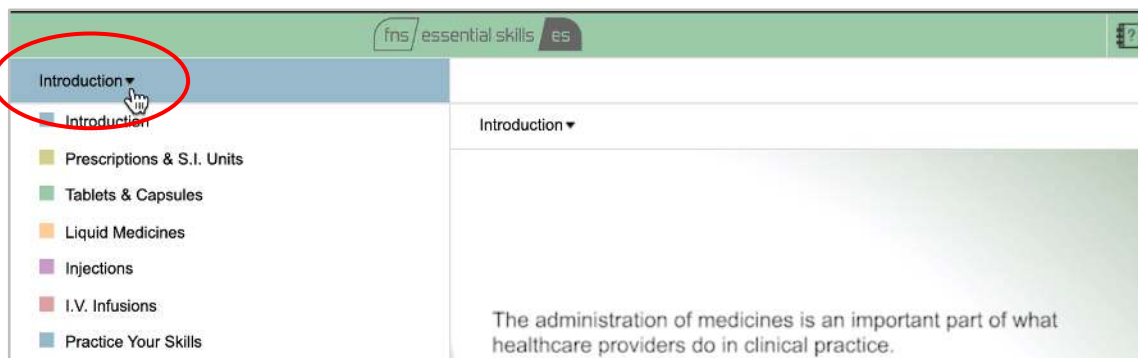 fns essential skills es
?
Introduction ▾
Introduction
Prescriptions & S.I. Units
Tablets & Capsules
Liquid Medicines
Injections
I.V. Infusions
Practice Your Skills
Introduction ▾
The administration of medicines is an important part of what
healthcare providers do in clinical practice.